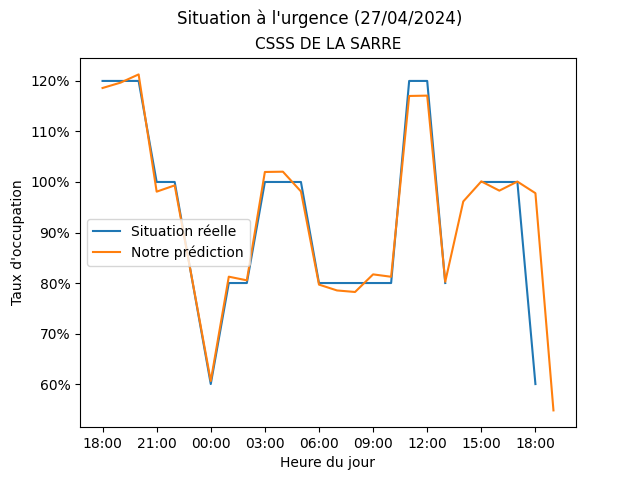 Situation à l'urgence (27/04/2024)
CSSS DE LA SARRE
120%
110%
100%
90%
80%
70%
60%
Taux d'occupation
Situation réelle
Notre prédiction
18:00 21:00 00:00 03:00 06:00 09:00 12:00 15:00 18:00
Heure du jour